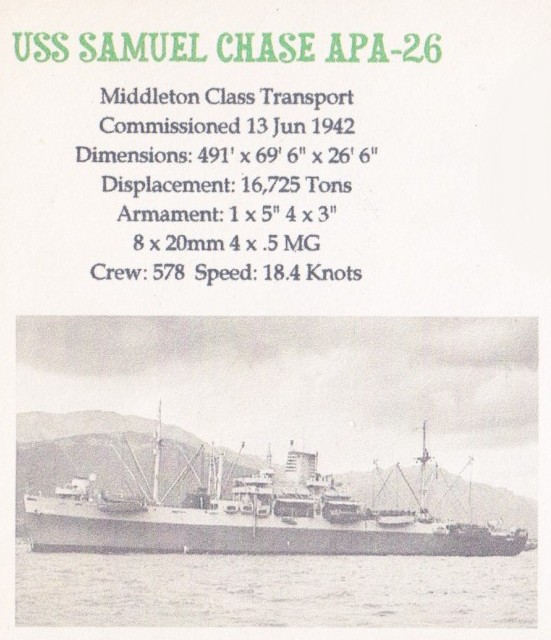 USS SAMUEL CHASE APA-26
Middleton Class Transport
Commissioned 13 Jun 1942
Dimensions: 491' x 69' 6" x 26' 6"
Displacement: 16,725 Tons
Armament: 1 x 5" 4 x 3"
8 x 20mm 4 x .5 MG
Crew: 578 Speed: 18.4 Knots